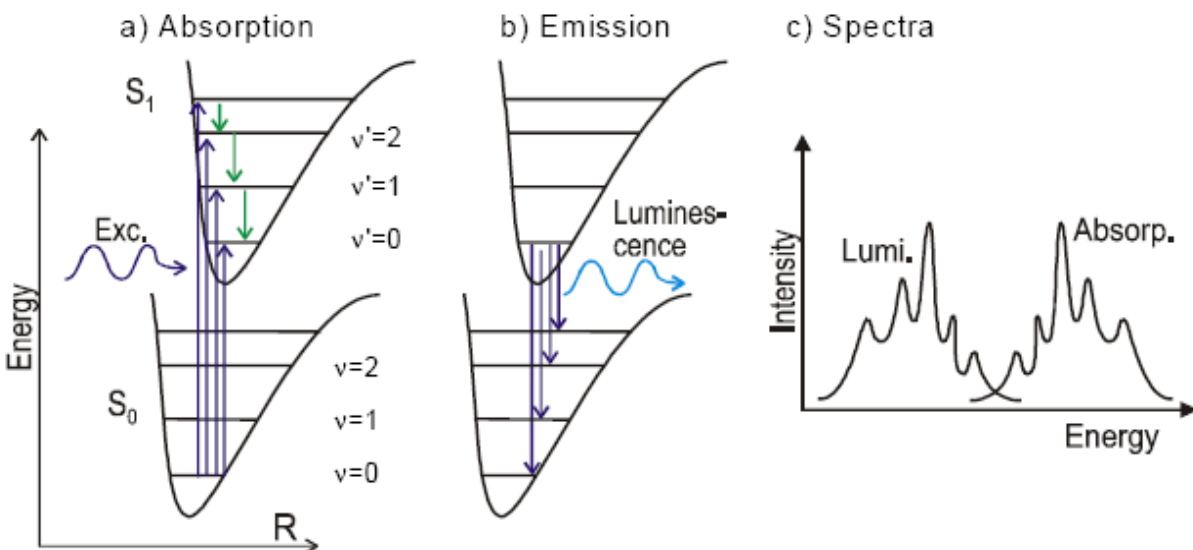 a) Absorption
b) Emission
c) Spectra
S₁
ν'=2
ν'=1
ν'=0
Exc.
Energy
S₀
ν=2
ν=1
ν=0
R
Lumines-
cence
Intensity
Lumi.
Absorp.
Energy